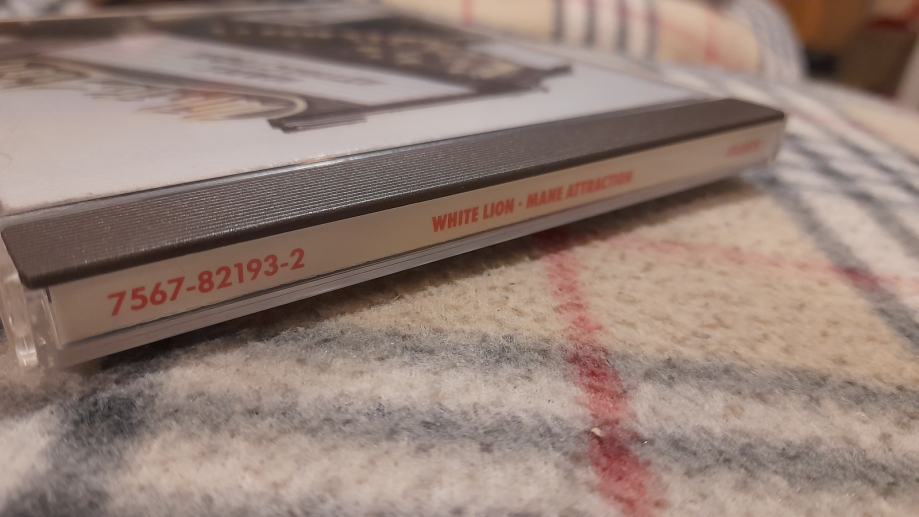 7567-82193-2
WHITE LION · MANE ATTRACTION